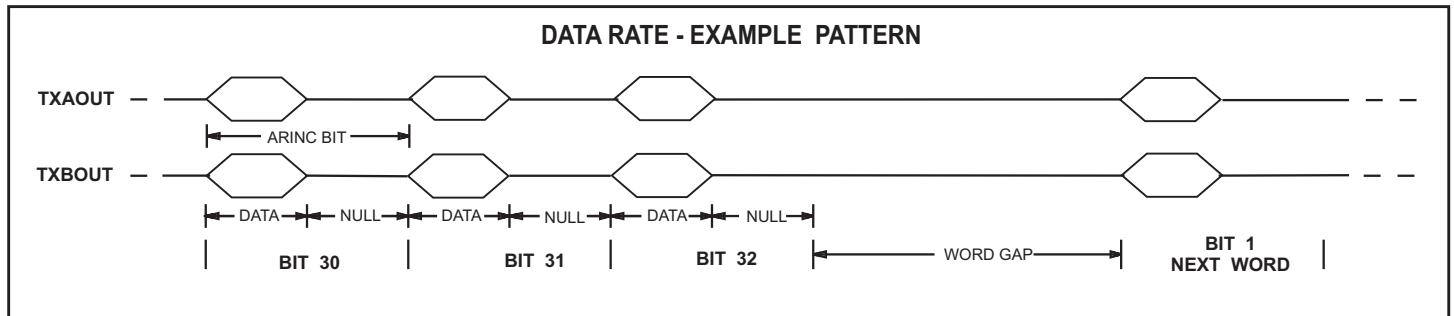 DATA RATE - EXAMPLE PATTERN
TXAOUT
ARINC BIT
TXBOUT
DATA NULL DATA NULL DATA NULL
BIT 30 BIT 31 BIT 32 WORD GAP BIT 1
NEXT WORD